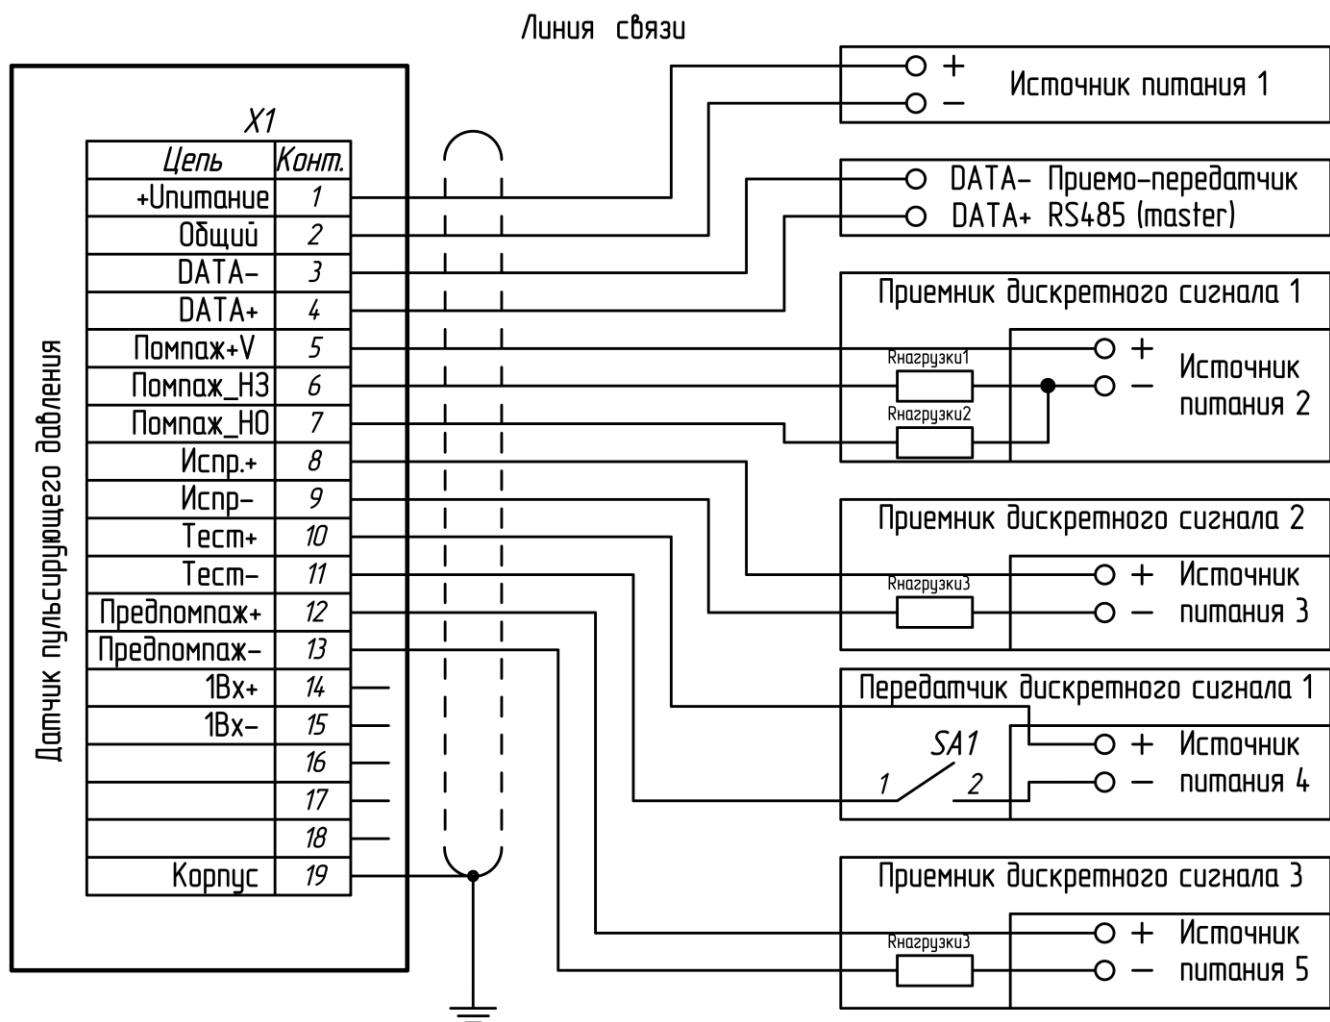 Линия связи
Датчик пульсирующего давления
X1
Цепь Конт.
+Uпитание 1
Общий 2
DATA- 3
DATA+ 4
Помпаж+V 5
Помпаж_НЗ 6
Помпаж_НО 7
Испр.+ 8
Испр- 9
Тест+ 10
Тест- 11
Предпомпаж+ 12
Предпомпаж- 13
1Вх+ 14
1Вх- 15
16
17
18
Корпус 19
+ Источник питания 1
-
DATA- Приемо-передатчик
DATA+ RS485 (master)
Приемник дискретного сигнала 1
Rнагрузки1
Rнагрузки2
+ Источник
- питания 2
Приемник дискретного сигнала 2
Rнагрузки3
+ Источник
- питания 3
Передатчик дискретного сигнала 1
SA1
1 2
+ Источник
- питания 4
Приемник дискретного сигнала 3
Rнагрузки3
+ Источник
- питания 5